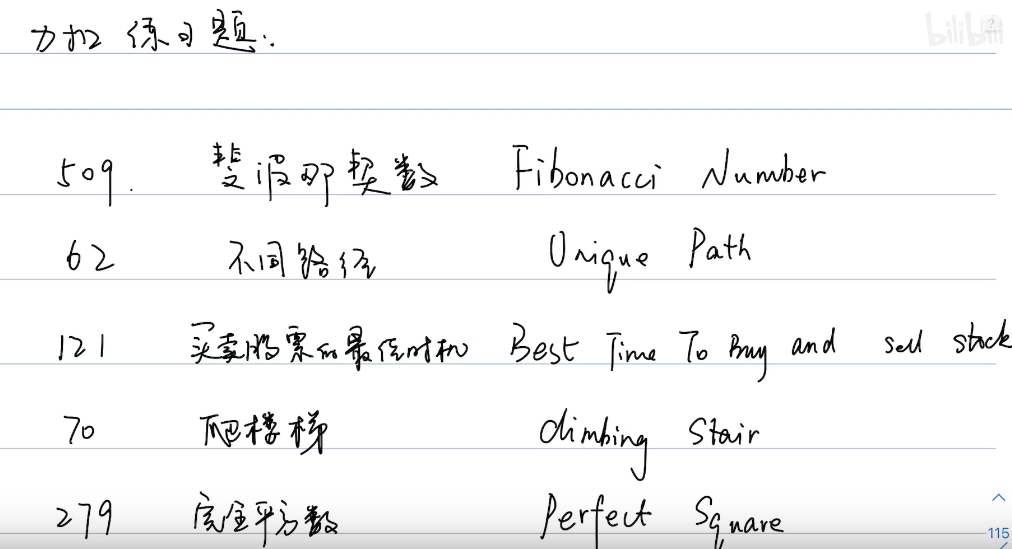 力扣 练习题.
bilibili
509. 斐波那契数 Fibonacci Number
62 不同路径 Unique Path
121 买卖股票的最佳时机 Best Time To Buy and sell stock
70 爬楼梯 Climbing Stair
279 完全平方数 Perfect Square
115